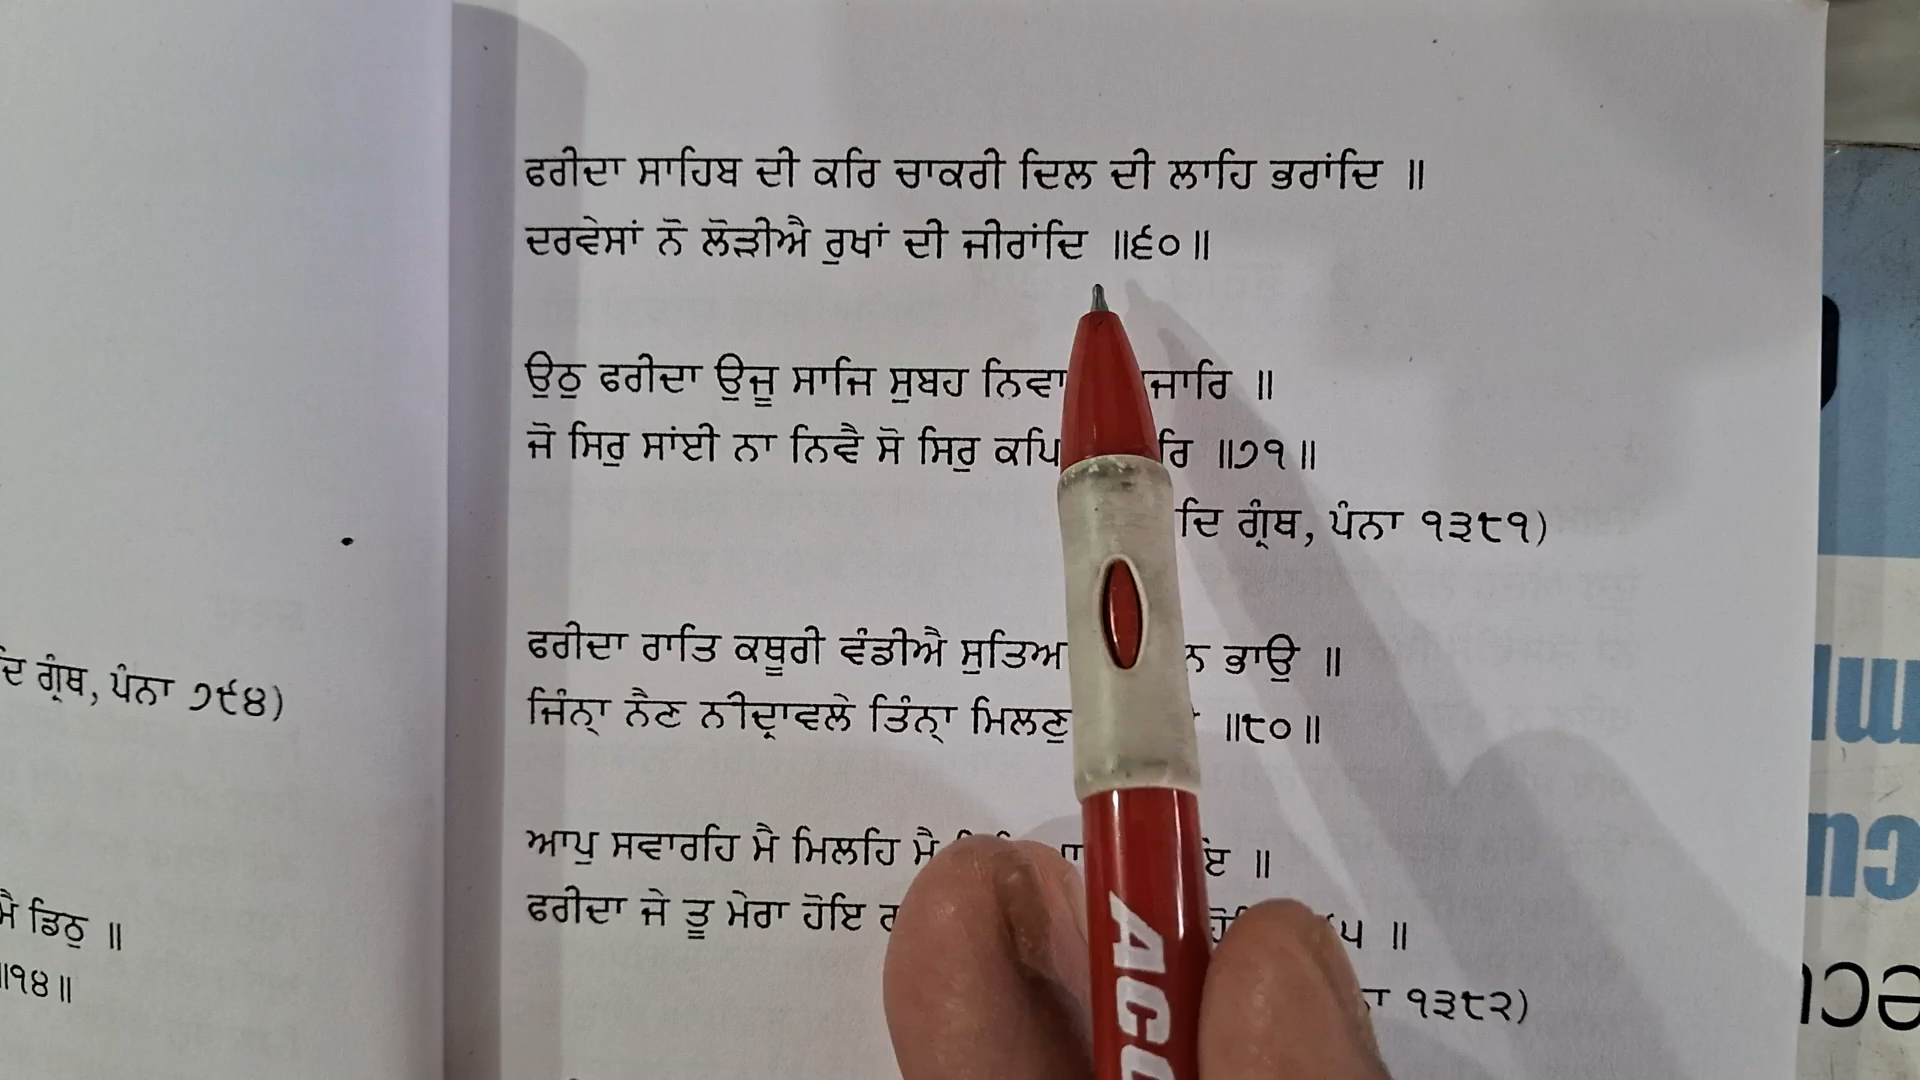 ਦਿ ਗ੍ਰੰਥ, ਪੰਨਾ ੭੯੪)
ਮੈ ਡਿਠੁ ॥
॥੧੪॥
ਫਰੀਦਾ ਸਾਹਿਬ ਦੀ ਕਰਿ ਚਾਕਰੀ ਦਿਲ ਦੀ ਲਾਹਿ ਭਰਾਂਦਿ ॥
ਦਰਵੇਸਾਂ ਨੋ ਲੋੜੀਐ ਰੁਖਾਂ ਦੀ ਜੀਰਾਂਦਿ ॥੬੦॥
ਉਠੁ ਫਰੀਦਾ ਉਜੂ ਸਾਜਿ ਸੁਬਹ ਨਿਵਾ ਜਾਰਿ ॥
ਜੋ ਸਿਰੁ ਸਾਂਈ ਨਾ ਨਿਵੈ ਸੋ ਸਿਰੁ ਕਪਿ ਰਿ ॥੭੧॥
ਦਿ ਗ੍ਰੰਥ, ਪੰਨਾ ੧੩੮੧)
ਫਰੀਦਾ ਰਾਤਿ ਕਥੂਰੀ ਵੰਡੀਐ ਸੁਤਿਆ ਨ ਭਾਉ ॥
ਜਿੰਨ੍ਹਾ ਨੈਣ ਨੀਦ੍ਰਾਵਲੇ ਤਿੰਨ੍ਹਾ ਮਿਲਣੁ ॥੮੦॥
ਆਪੁ ਸਵਾਰਹਿ ਮੈ ਮਿਲਹਿ ਮੈ ਇ ॥
ਫਰੀਦਾ ਜੇ ਤੂ ਮੇਰਾ ਹੋਇ ॥
੧੩੮੨)
ACC